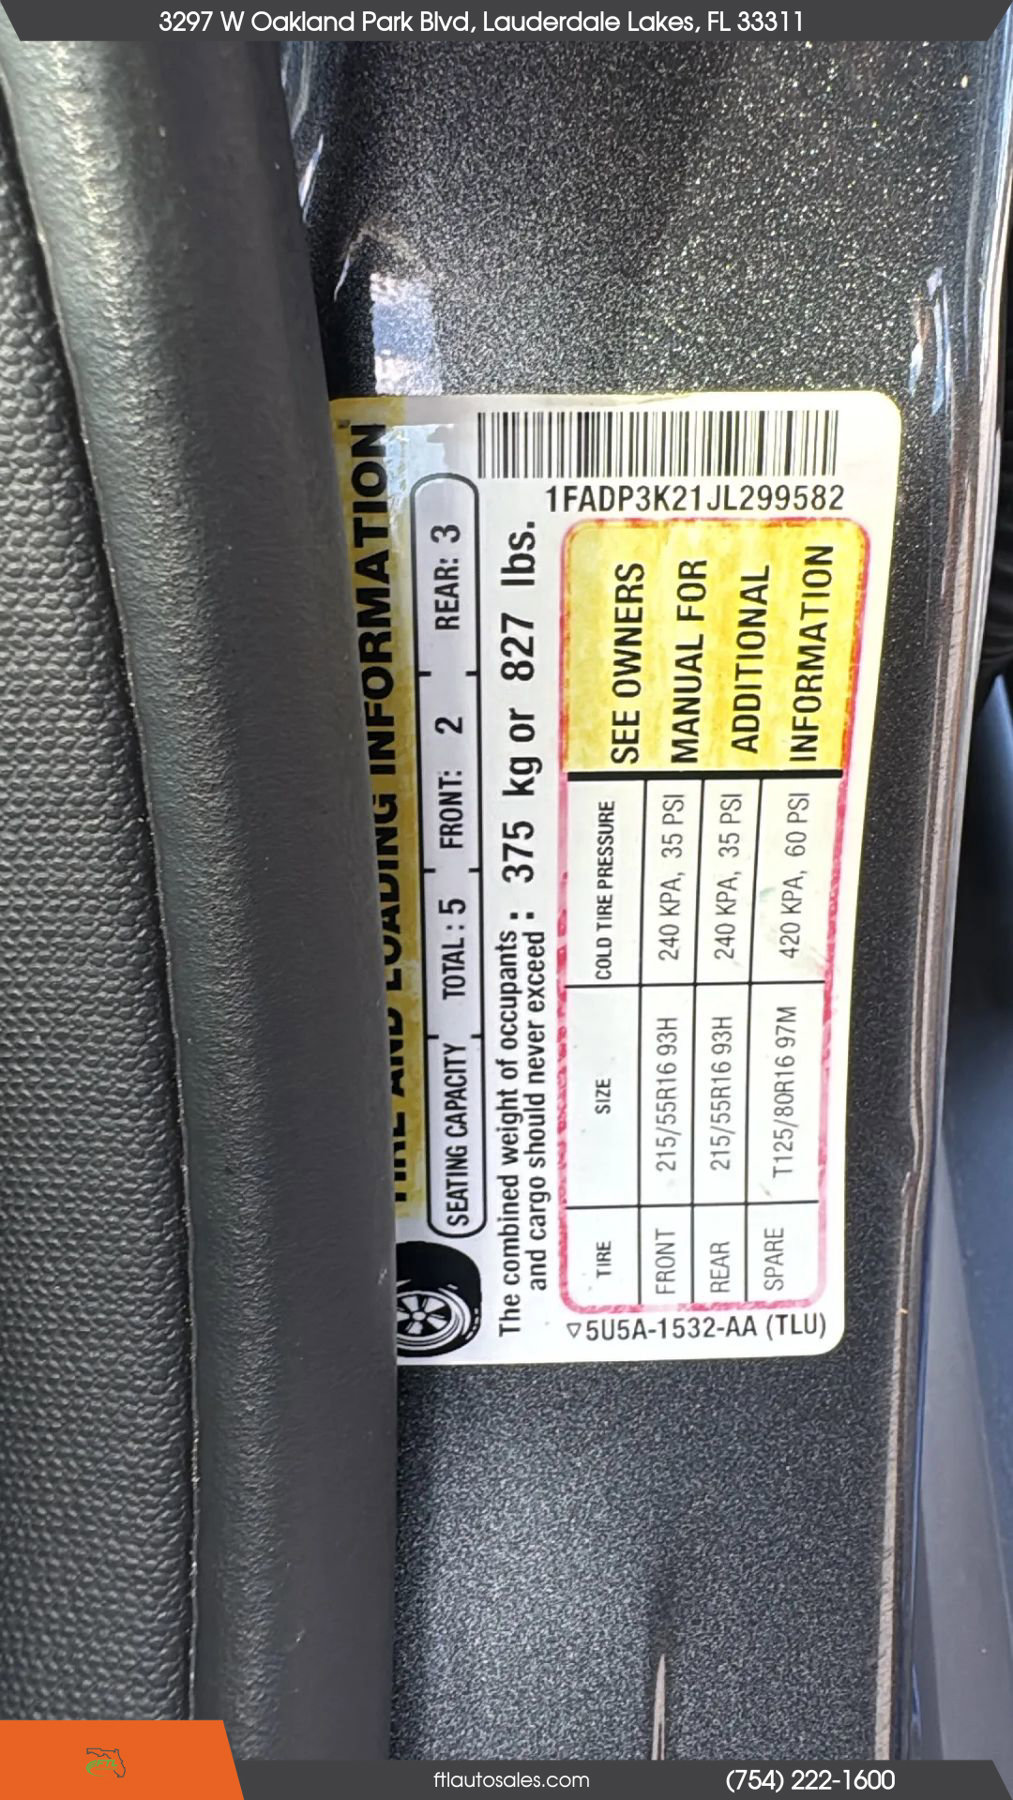 3297 W Oakland Park Blvd, Lauderdale Lakes, FL 33311
TIRE AND LOADING INFORMATION
SEATING CAPACITY TOTAL : 5 FRONT: 2 REAR: 3
The combined weight of occupants : 375 kg or 827 lbs.
and cargo should never exceed :
1FADP3K21JL299582
TIRE SIZE COLD TIRE PRESSURE
FRONT 215/55R16 93H 240 KPA, 35 PSI
REAR 215/55R16 93H 240 KPA, 35 PSI
SPARE T125/80R16 97M 420 KPA, 60 PSI
SEE OWNERS
MANUAL FOR
ADDITIONAL
INFORMATION
▽5U5A-1532-AA (TLU)
ftlautosales.com
(754) 222-1600